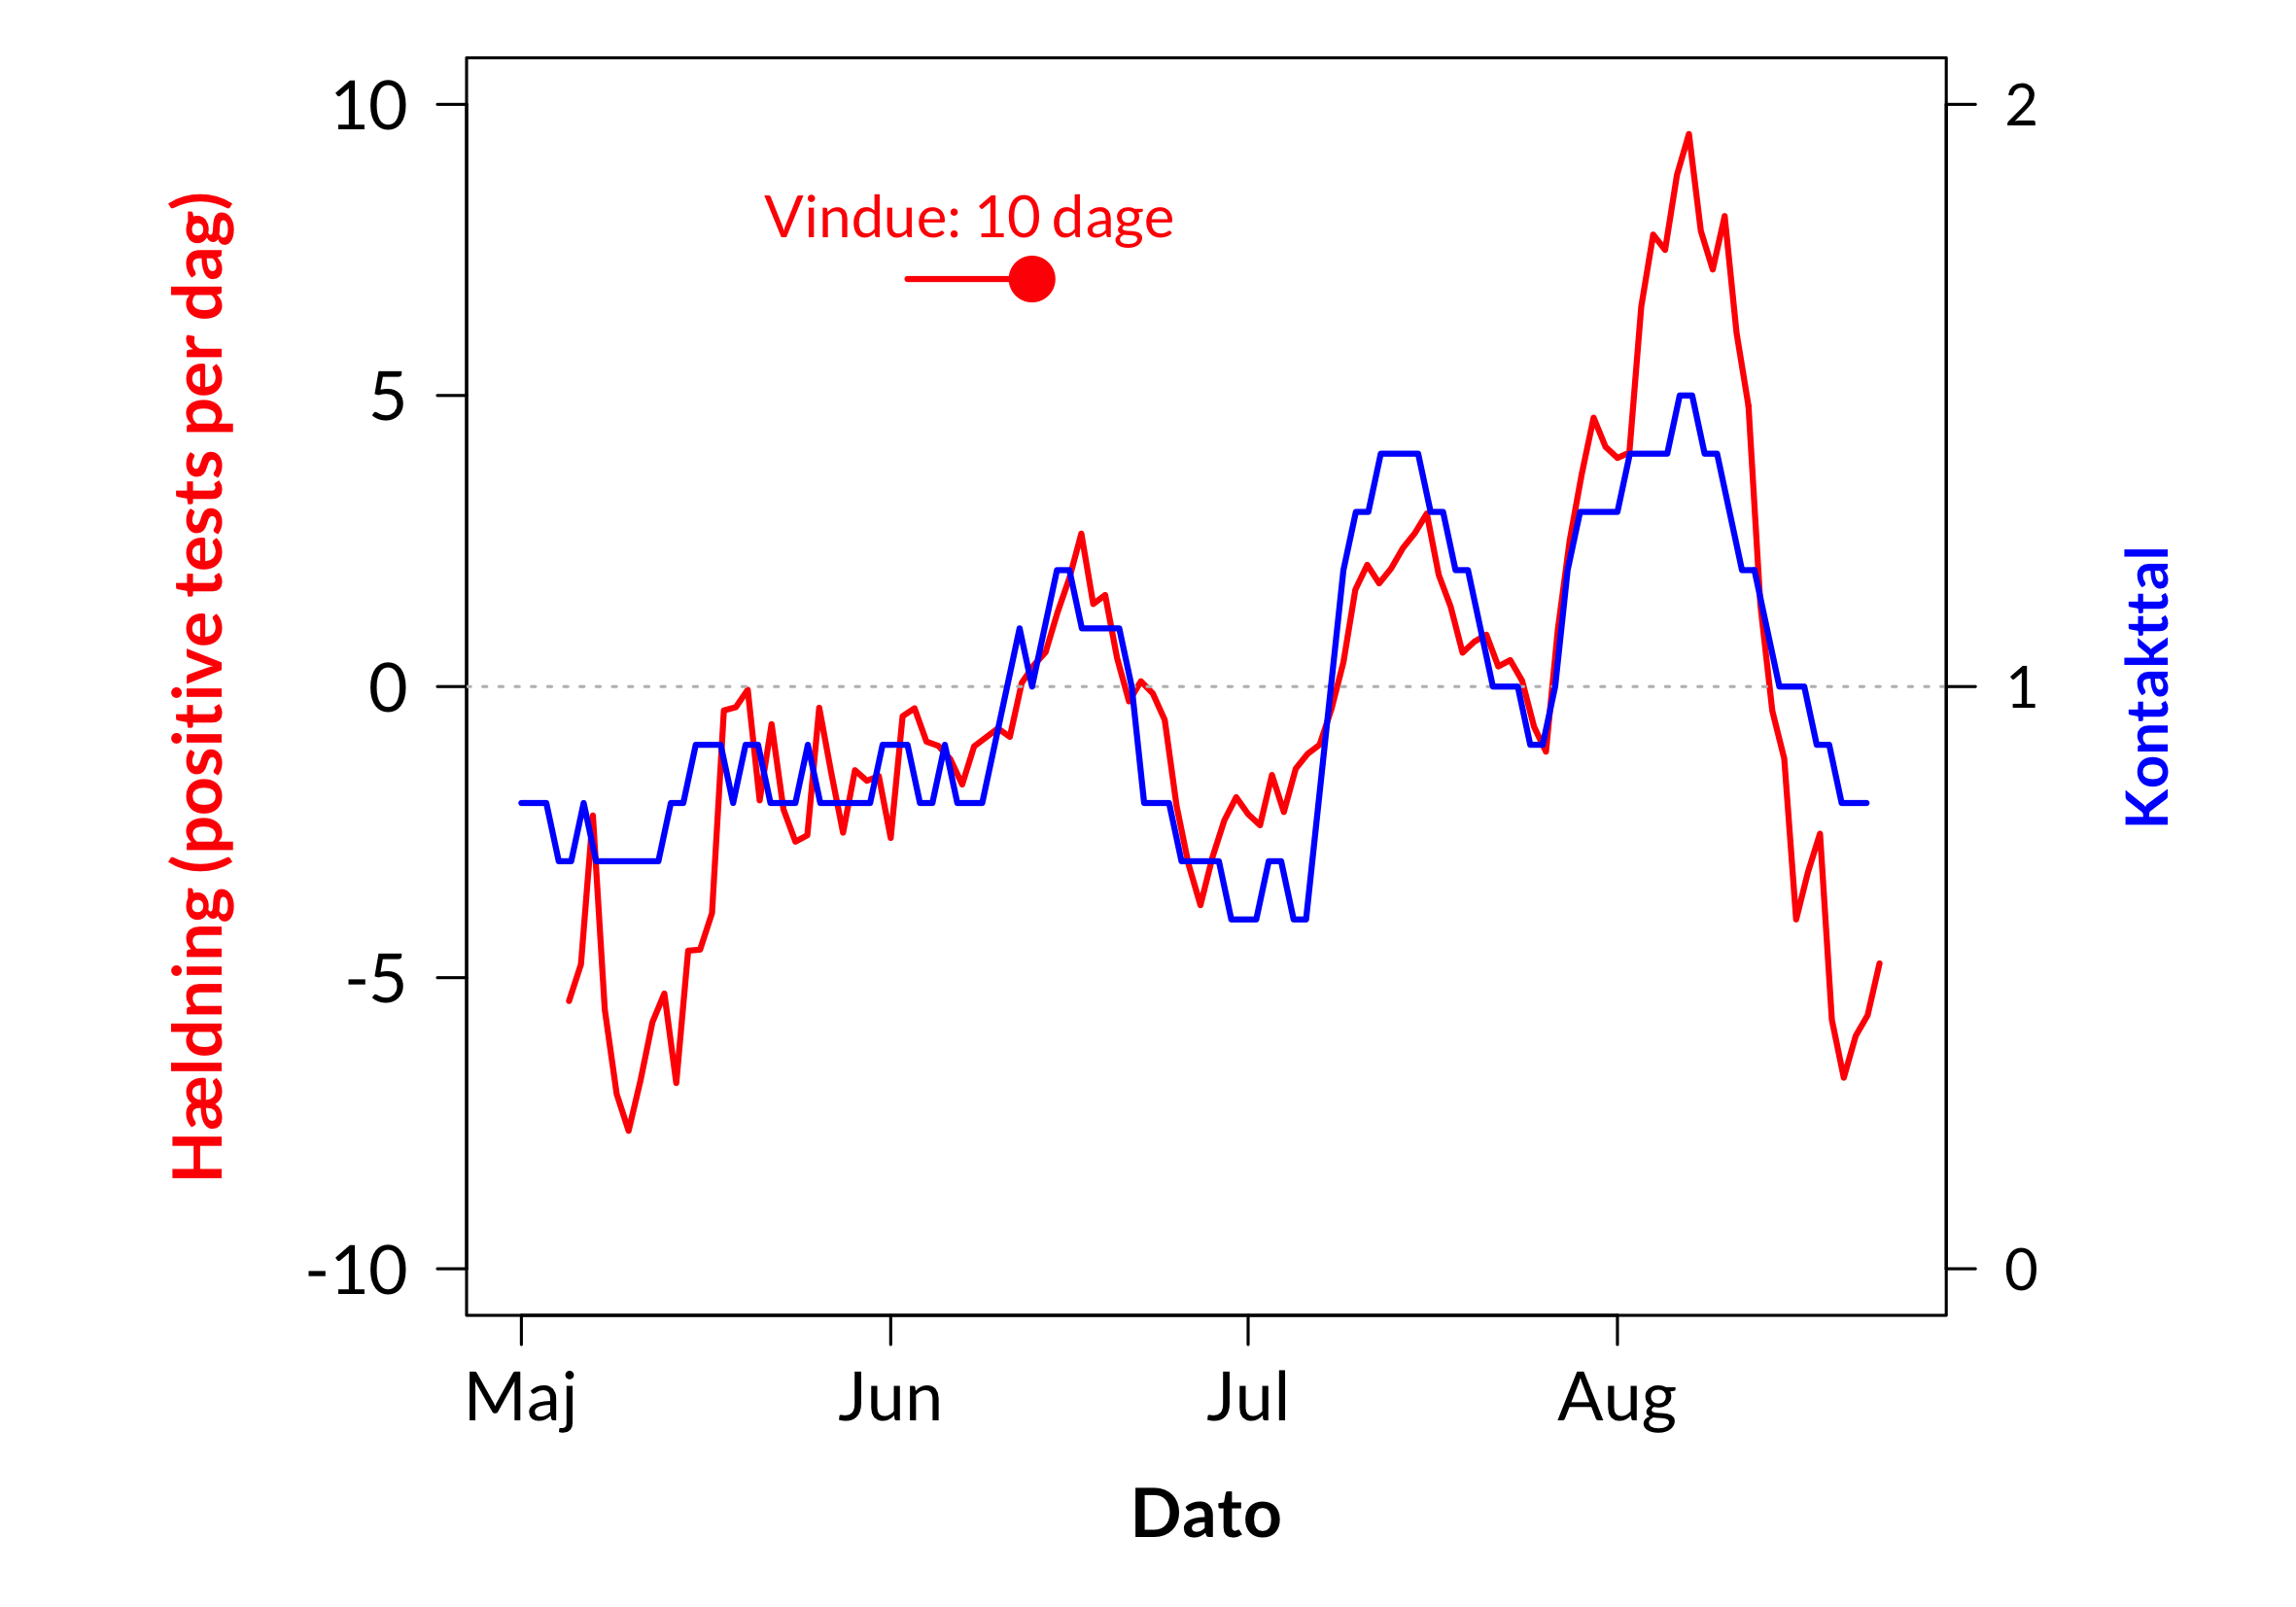 Hældning (positive tests per dag)
10
5
0
-5
-10
Vindue: 10 dage
2
1
0
Kontakttal
Maj
Jun
Jul
Aug
Dato